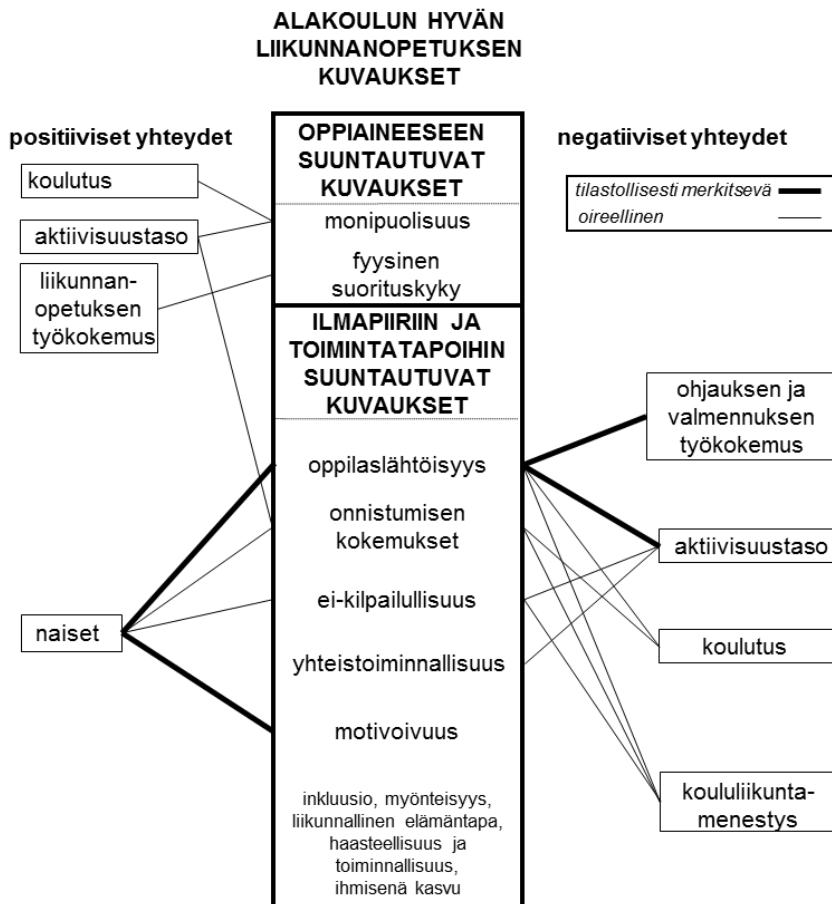 ALAKOULUN HYVÄN
LIIKUNNANOPETUKSEN
KUVAUKSET
positiiviset yhteydet
koulutus
aktiivisuustaso
liikunnan-
opetuksen
työkokemus
naiset
OPPIAINEESEEN
SUUNTAUTUVAT
KUVAUKSET
monipuolisuus
fyysinen
suorituskyky
ILMAPIIRIIN JA
TOIMINTATAPOIHIN
SUUNTAUTUVAT
KUVAUKSET
oppilaslähtöisyys
onnistumisen
kokemukset
ei-kilpailullisuus
yhteistoiminnallisuus
motivoivuus
inkluusio, myönteisyys,
liikunnallinen elämäntapa,
haasteellisuus ja
toiminnallisuus,
ihmisenä kasvu
negatiiviset yhteydet
tilastollisesti merkitsevä
oireellinen
ohjauksen ja
valmennuksen
työkokemus
aktiivisuustaso
koulutus
koululiikunta-
menestys